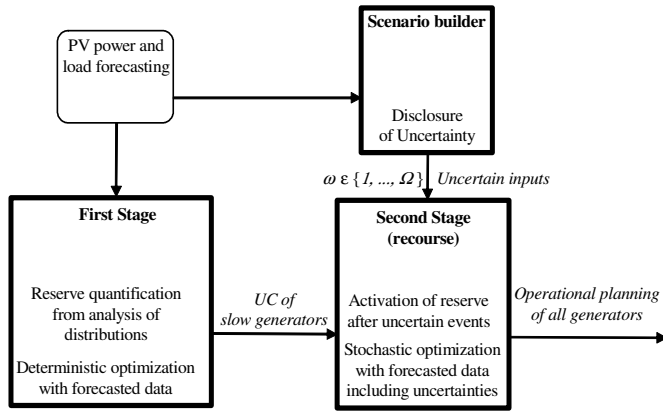 Scenario builder
PV power and
load forecasting
Disclosure
of Uncertainty
ω ε {1, ..., Ω}
Uncertain inputs
First Stage
Reserve quantification
from analysis of
distributions
Deterministic optimization
with forecasted data
UC of
slow generators
Second Stage
(recourse)
Activation of reserve
after uncertain events
Stochastic optimization
with forecasted data
including uncertainties
Operational planning
of all generators